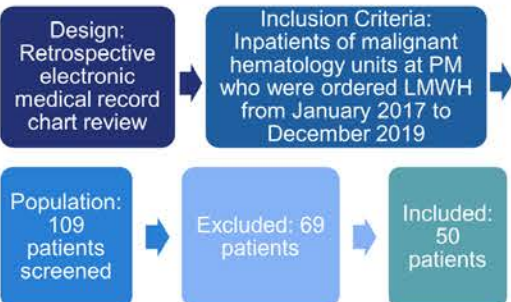 Design:
Retrospective
electronic
medical record
chart review
Inclusion Criteria:
Inpatients of malignant
hematology units at PM
who were ordered LMWH
from January 2017 to
December 2019
Population:
109
patients
screened
Excluded: 69
patients
Included:
50
patients